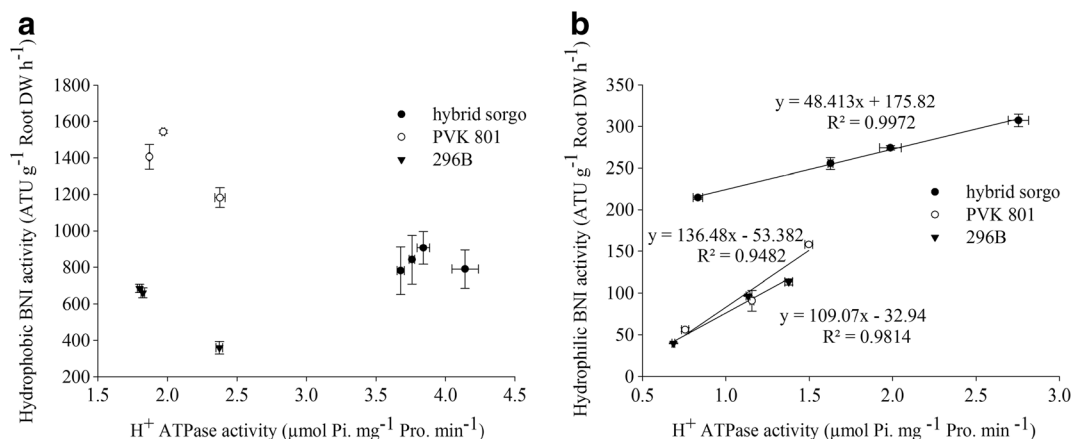 a
Hydrophobic BNI activity (ATU g⁻¹ Root DW h⁻¹)
1800
1600
1400
1200
1000
800
600
400
200
hybrid sorgo
PVK 801
296B
1.5 2.0 2.5 3.0 3.5 4.0 4.5
H⁺ ATPase activity (µmol Pi. mg⁻¹ Pro. min⁻¹)
b
Hydrophilic BNI activity (ATU g⁻¹ Root DW h⁻¹)
350
300
250
200
150
100
50
0
y = 48.413x + 175.82
R² = 0.9972
hybrid sorgo
PVK 801
296B
y = 136.48x - 53.382
R² = 0.9482
y = 109.07x - 32.94
R² = 0.9814
0.5 1.0 1.5 2.0 2.5 3.0
H⁺ ATPase activity (µmol Pi. mg⁻¹ Pro. min⁻¹)